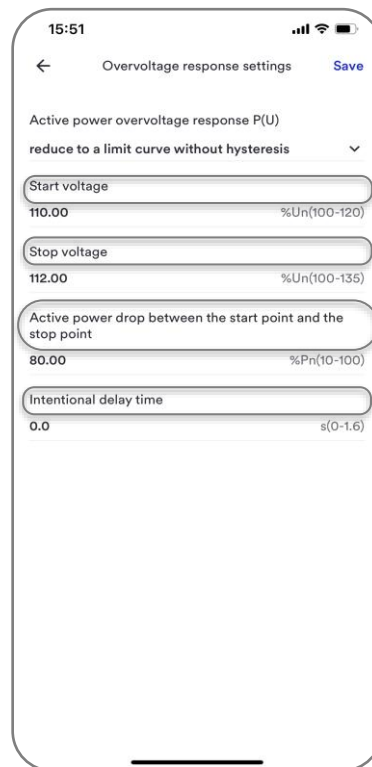 15:51
Overvoltage response settings Save
Active power overvoltage response P(U)
reduce to a limit curve without hysteresis
Start voltage
110.00 %Un(100-120)
Stop voltage
112.00 %Un(100-135)
Active power drop between the start point and the
stop point
80.00 %Pn(10-100)
Intentional delay time
0.0 s(0-1.6)